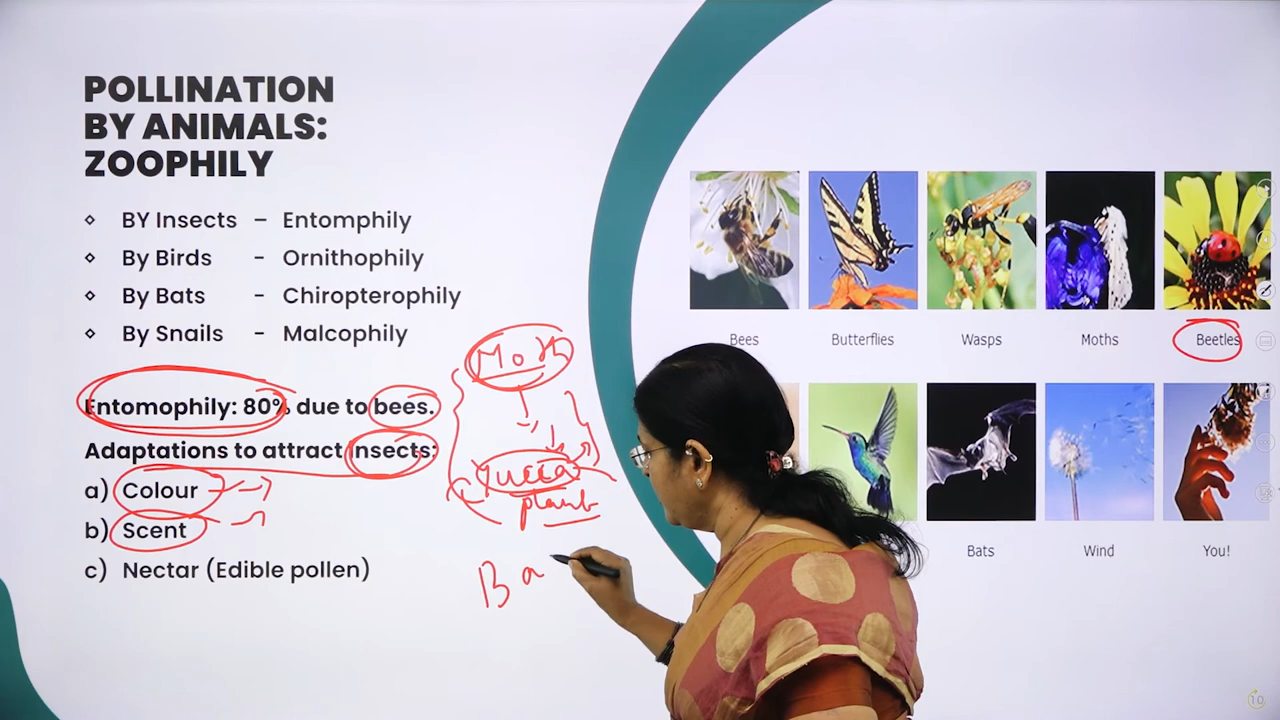 POLLINATION
BY ANIMALS:
ZOOPHILY
BY Insects – Entomphily
By Birds - Ornithophily
By Bats - Chiropterophily
By Snails - Malcophily
Entomophily: 80% due to bees.
Adaptations to attract insects:
a) Colour
b) Scent
c) Nectar (Edible pollen)
Moth
Yucca
plant
Ba
Bees
Butterflies
Wasps
Moths
Beetles
Bats
Wind
You!
10